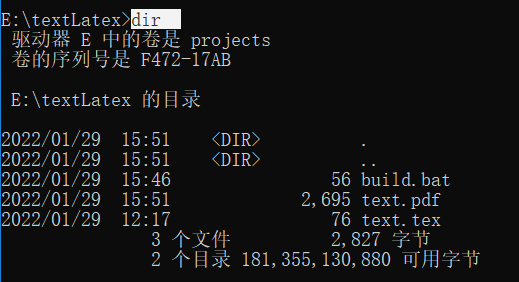 E:\textLatex>dir
驱动器 E 中的卷是 projects
卷的序列号是 F472-17AB
E:\textLatex 的目录
2022/01/29  15:51    <DIR>          .
2022/01/29  15:51    <DIR>          ..
2022/01/29  15:46                56 build.bat
2022/01/29  15:51             2,695 text.pdf
2022/01/29  12:17                76 text.tex
3 个文件          2,827 字节
2 个目录 181,355,130,880 可用字节